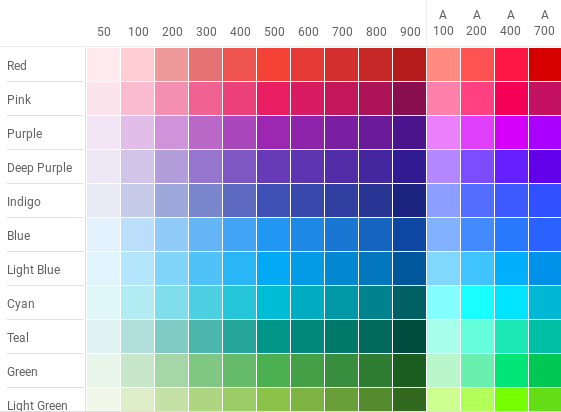 A A A A
50 100 200 300 400 500 600 700 800 900 100 200 400 700
Red
Pink
Purple
Deep Purple
Indigo
Blue
Light Blue
Cyan
Teal
Green
Light Green